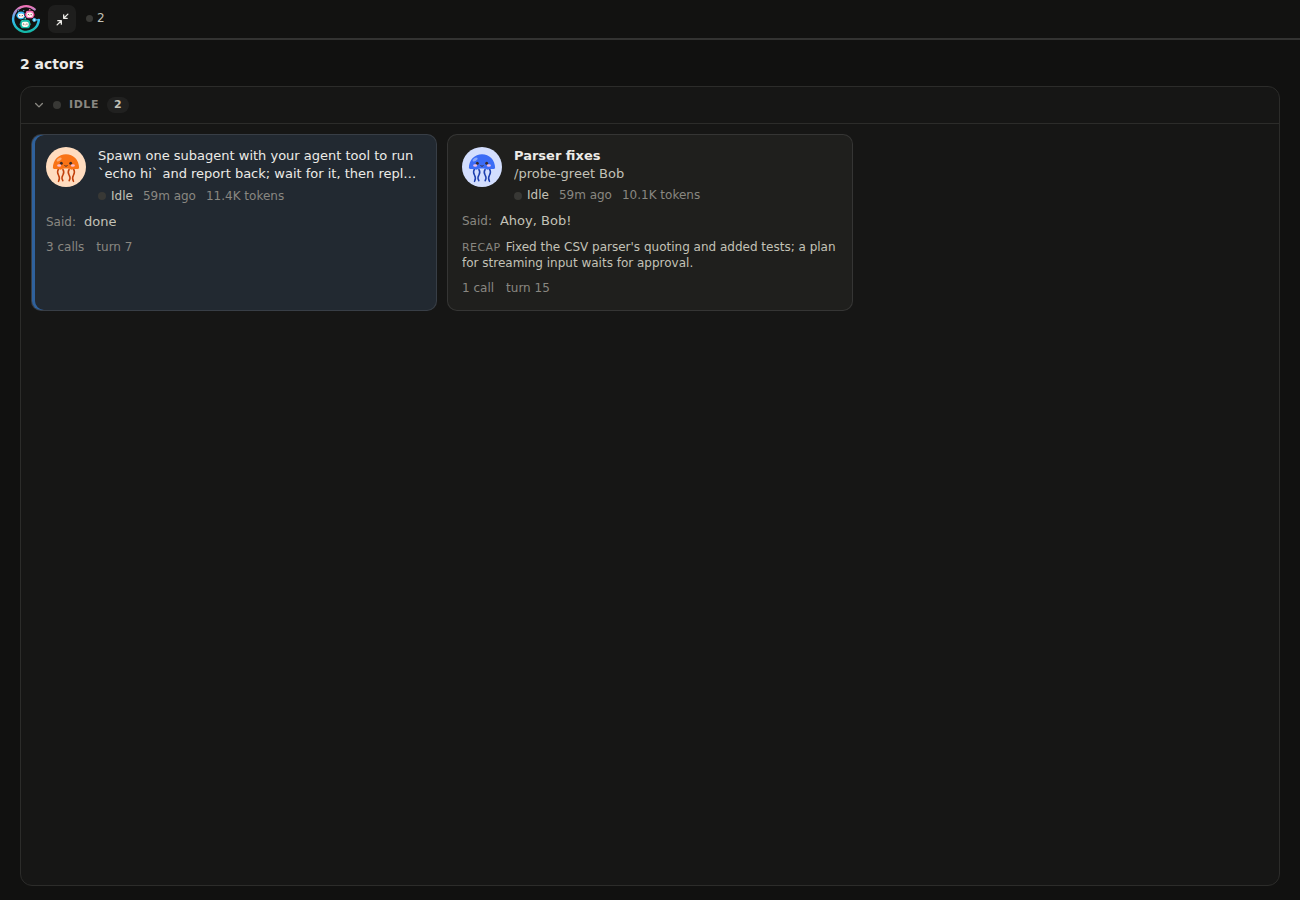 2
2 actors
IDLE 2
Spawn one subagent with your agent tool to run
`echo hi` and report back; wait for it, then repl…
Idle 59m ago 11.4K tokens
Said: done
3 calls turn 7
Parser fixes
/probe-greet Bob
Idle 59m ago 10.1K tokens
Said: Ahoy, Bob!
RECAP Fixed the CSV parser's quoting and added tests; a plan
for streaming input waits for approval.
1 call turn 15